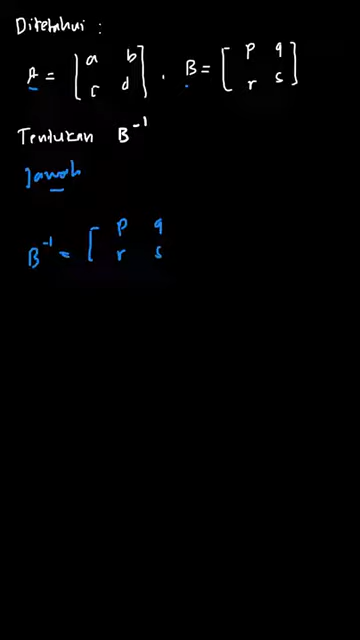 Diketahui :
A = [ a b c d ] , B = [ p q r s ]
Tentukan B⁻¹
Jawab
B⁻¹ = [ p q r s